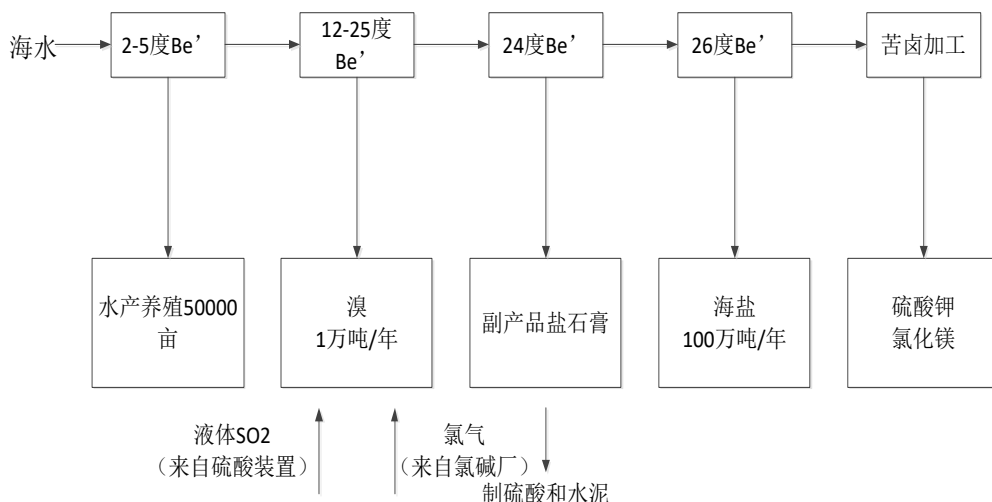 海水
2-5度Be’
12-25度
Be’
24度Be’
26度Be’
苦卤加工
水产养殖50000
亩
溴
1万吨/年
副产品盐石膏
海盐
100万吨/年
硫酸钾
氯化镁
液体SO2
（来自硫酸装置）
氯气
（来自氯碱厂）
制硫酸和水泥